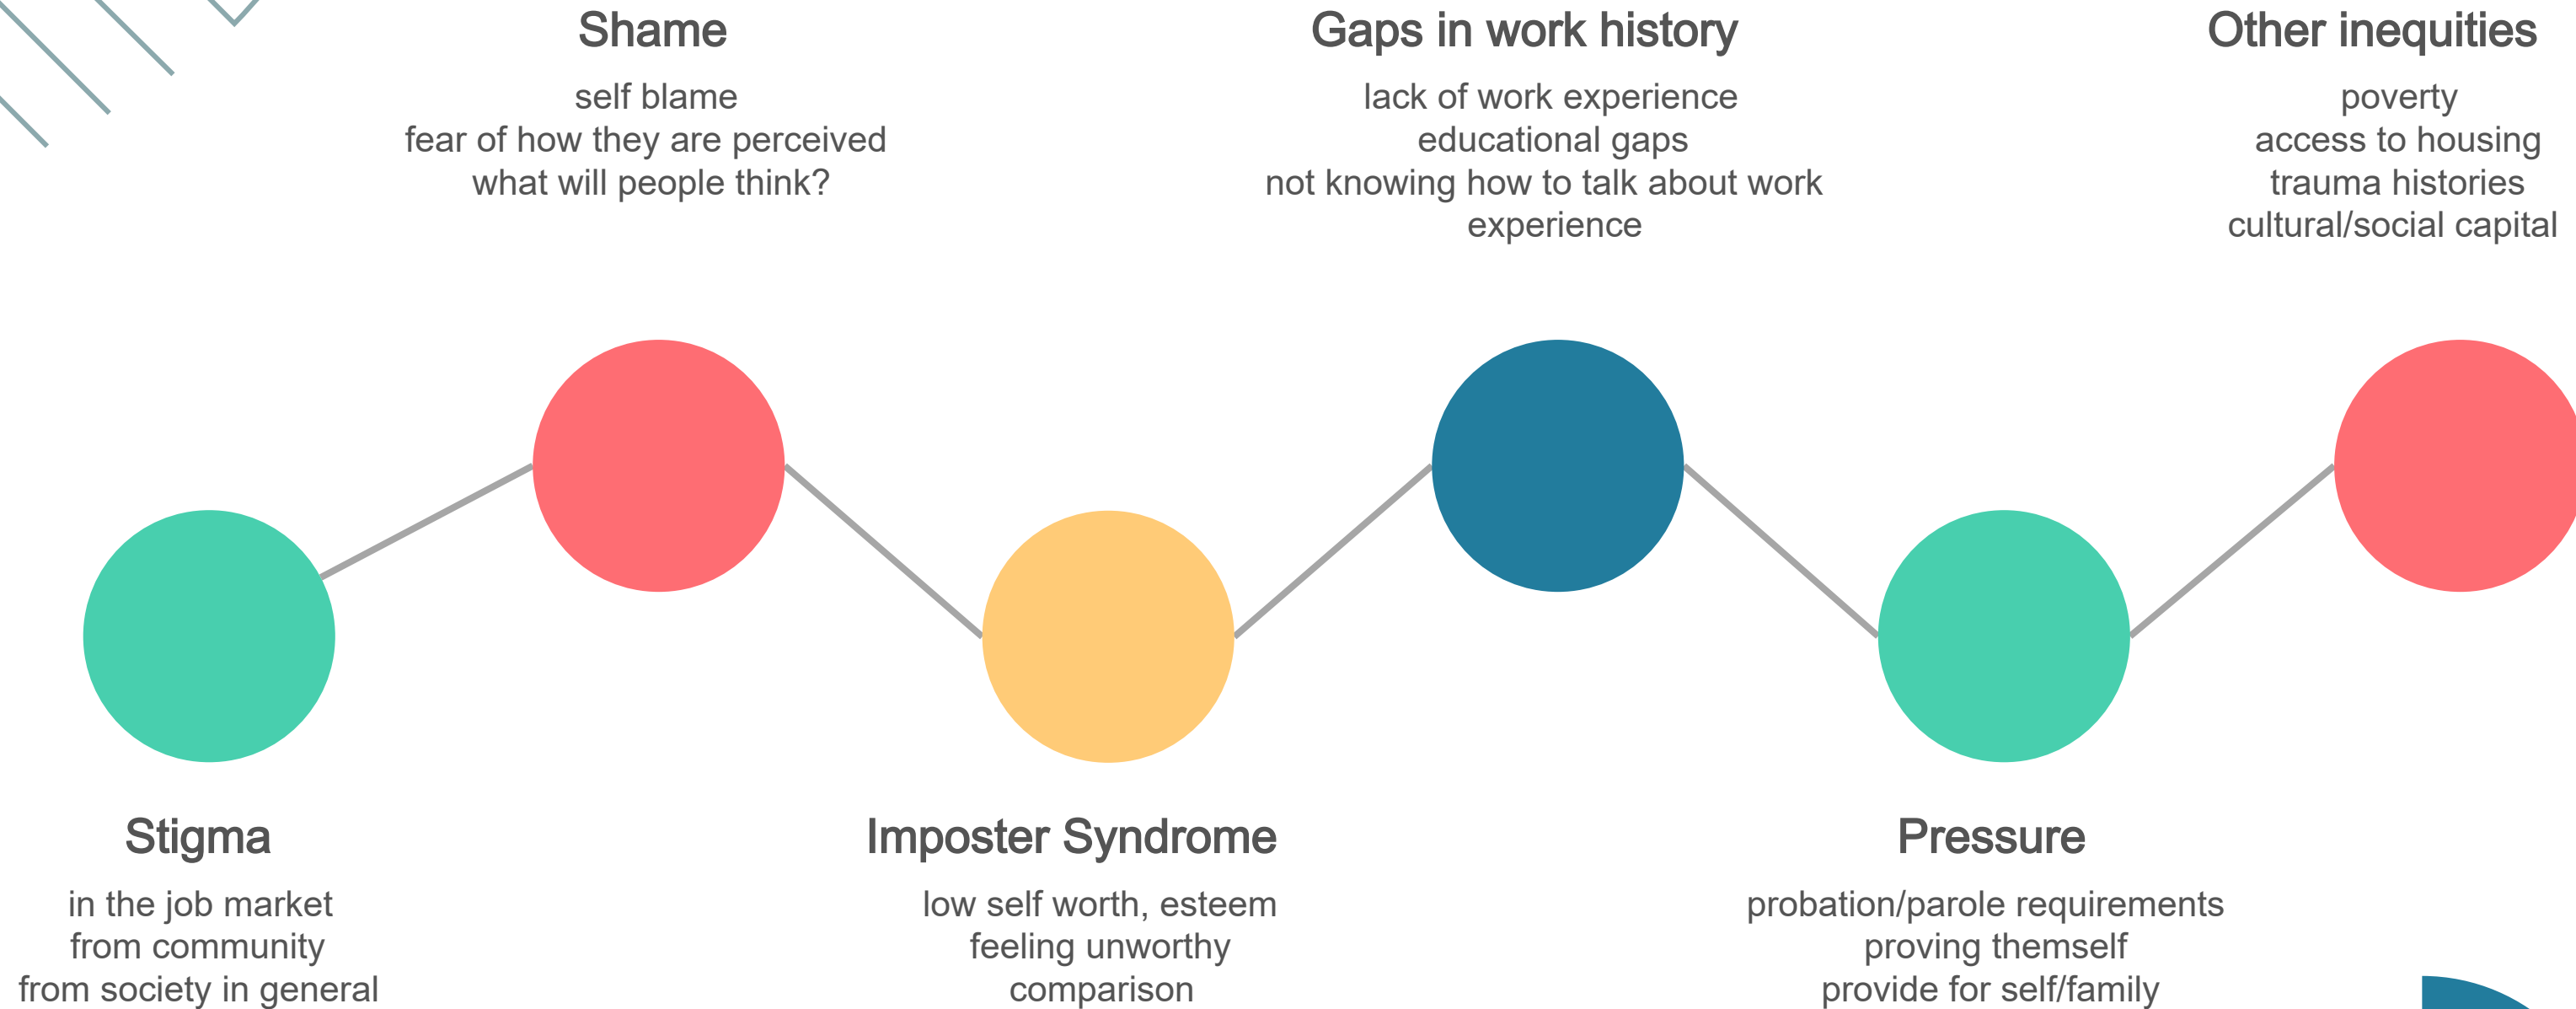 Shame
self blame
fear of how they are perceived
what will people think?
Gaps in work history
lack of work experience
educational gaps
not knowing how to talk about work
experience
Other inequities
poverty
access to housing
trauma histories
cultural/social capital
Stigma
in the job market
from community
from society in general
Imposter Syndrome
low self worth, esteem
feeling unworthy
comparison
Pressure
probation/parole requirements
proving themself
provide for self/family